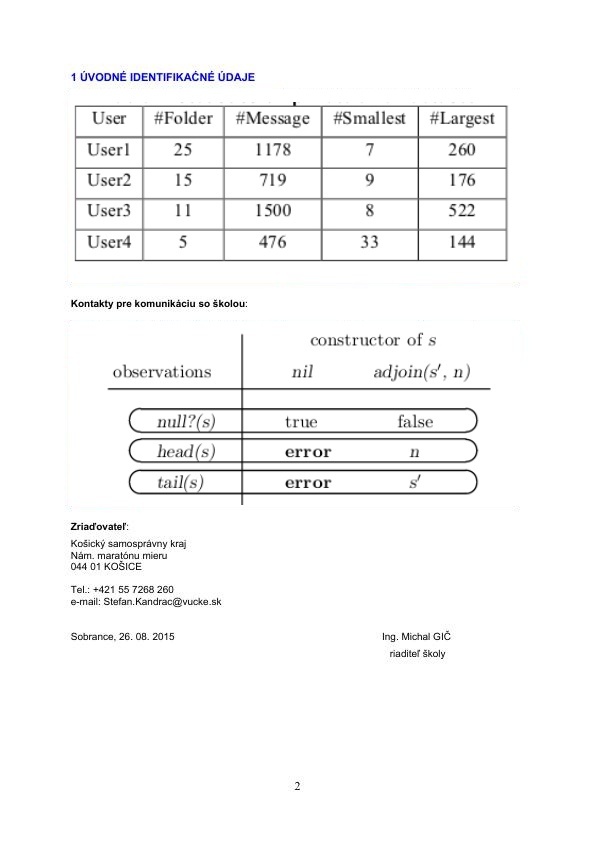 1 ÚVODNÉ IDENTIFIKAČNÉ ÚDAJE
User #Folder #Message #Smallest #Largest
User1 25 1178 7 260
User2 15 719 9 176
User3 11 1500 8 522
User4 5 476 33 144
Kontakty pre komunikáciu so školou:
constructor of s
observations nil adjoin(s′, n)
null?(s) true false
head(s) error n
tail(s) error s′
Zriaďovateľ:
Košický samosprávny kraj
Nám. maratónu mieru
044 01 KOŠICE
Tel.: +421 55 7268 260
e-mail: Stefan.Kandrac@vucke.sk
Sobrance, 26. 08. 2015 Ing. Michal GIČ
riaditeľ školy
2